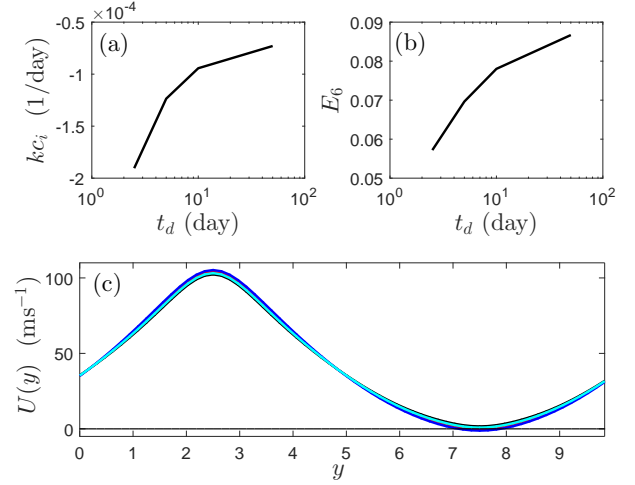 ×10⁻⁴
-0.5
-1
-1.5
-2
(a)
kcᵢ (1/day)
10⁰ 10¹ 10²
t_d (day)
0.09
0.08
0.07
0.06
0.05
(b)
E₆
10⁰ 10¹ 10²
t_d (day)
100
50
0
(c)
U(y) (ms⁻¹)
0 1 2 3 4 5 6 7 8 9
y